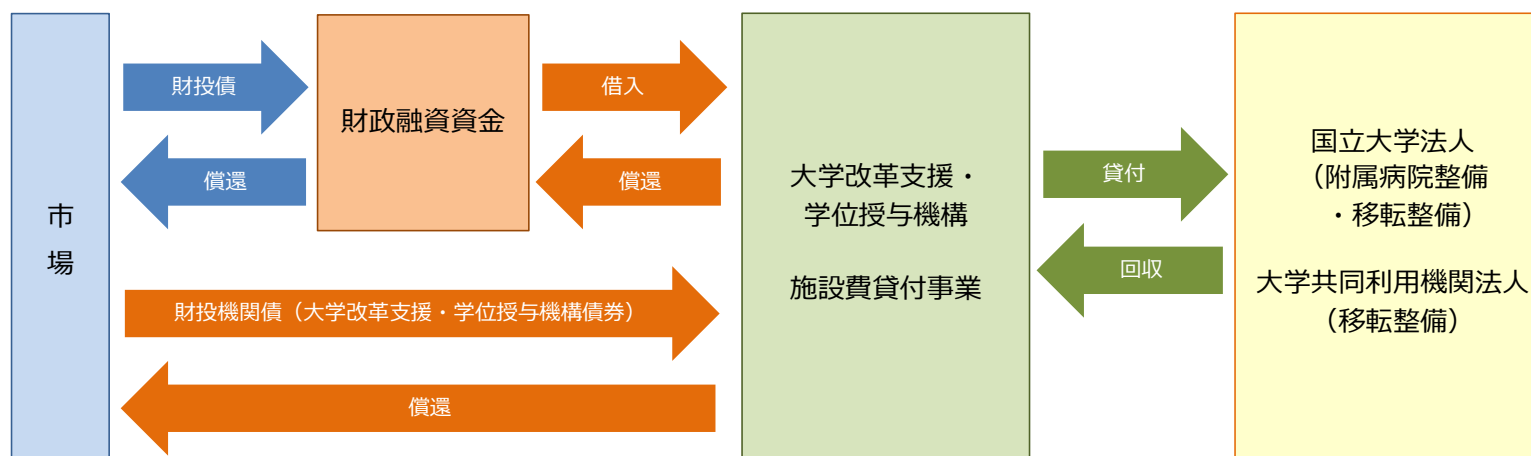 市
場
財投債
償還
財政融資資金
借入
償還
財投機関債（大学改革支援・学位授与機構債券）
償還
大学改革支援・
学位授与機構
施設費貸付事業
貸付
回収
国立大学法人
（附属病院整備
・移転整備）
大学共同利用機関法人
（移転整備）